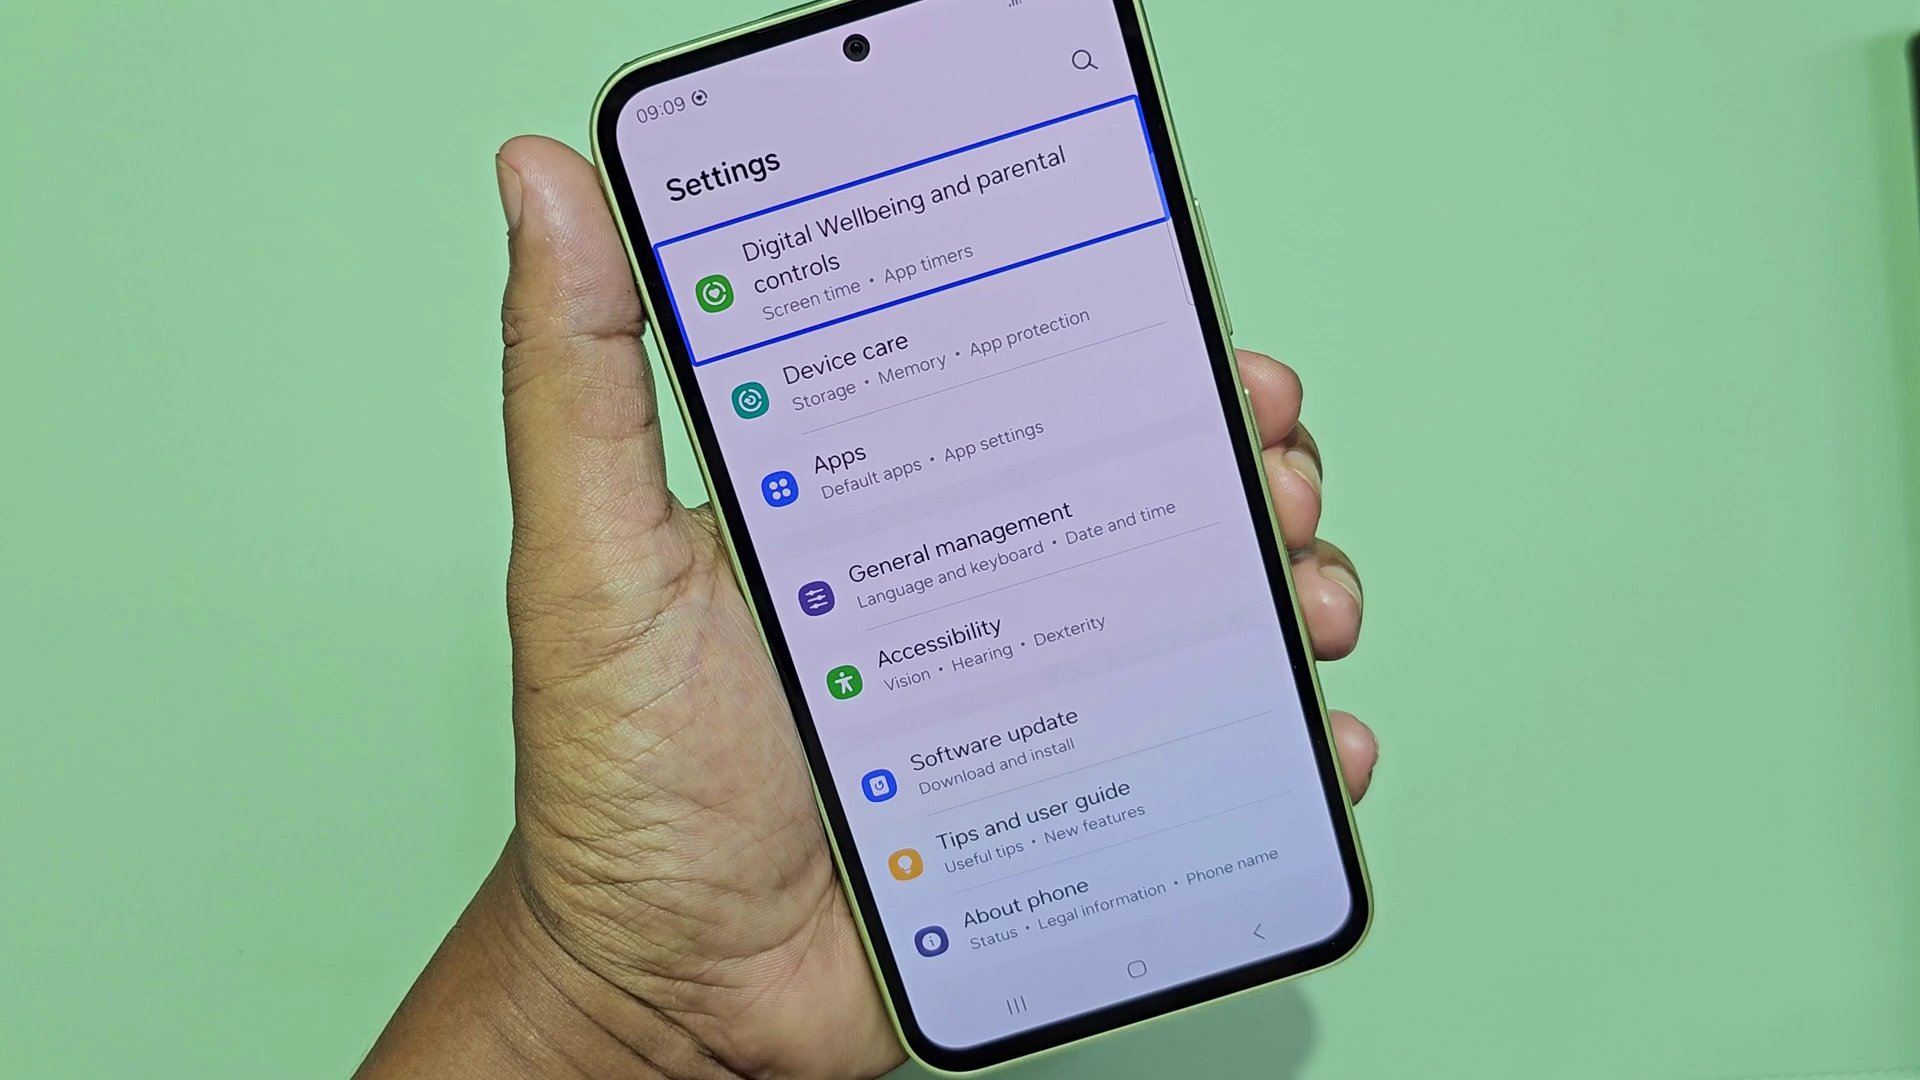 09:09
Settings
Digital Wellbeing and parental
controls
Screen time • App timers
Device care
Storage • Memory • App protection
Apps
Default apps • App settings
General management
Language and keyboard • Date and time
Accessibility
Vision • Hearing • Dexterity
Software update
Download and install
Tips and user guide
Useful tips • New features
About phone
Status • Legal information • Phone name